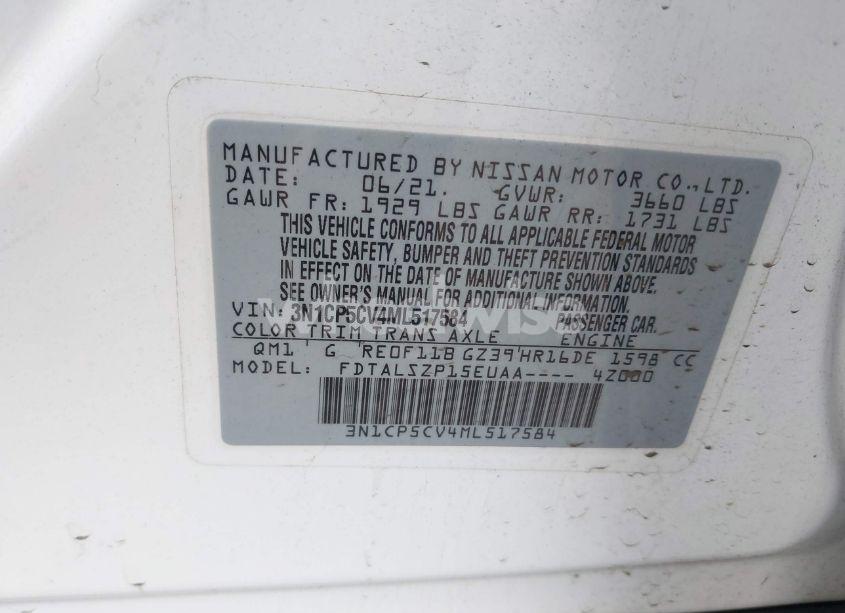 MANUFACTURED BY NISSAN MOTOR CO., LTD.
DATE: 06/21. GVWR: 3660 LBS
GAWR FR: 1929 LBS GAWR RR: 1731 LBS
THIS VEHICLE CONFORMS TO ALL APPLICABLE FEDERAL MOTOR
VEHICLE SAFETY, BUMPER AND THEFT PREVENTION STANDARDS
IN EFFECT ON THE DATE OF MANUFACTURE SHOWN ABOVE.
SEE OWNER'S MANUAL FOR ADDITIONAL INFORMATION.
VIN: 3N1CP5CV4ML517584 PASSENGER CAR.
COLOR TRIM TRANS AXLE ENGINE
QM1 G RE0F11B GZ39 HR16DE 1598 CC
MODEL: FDTALSZP15EUAA---- 4Z000
3N1CP5CV4ML517584